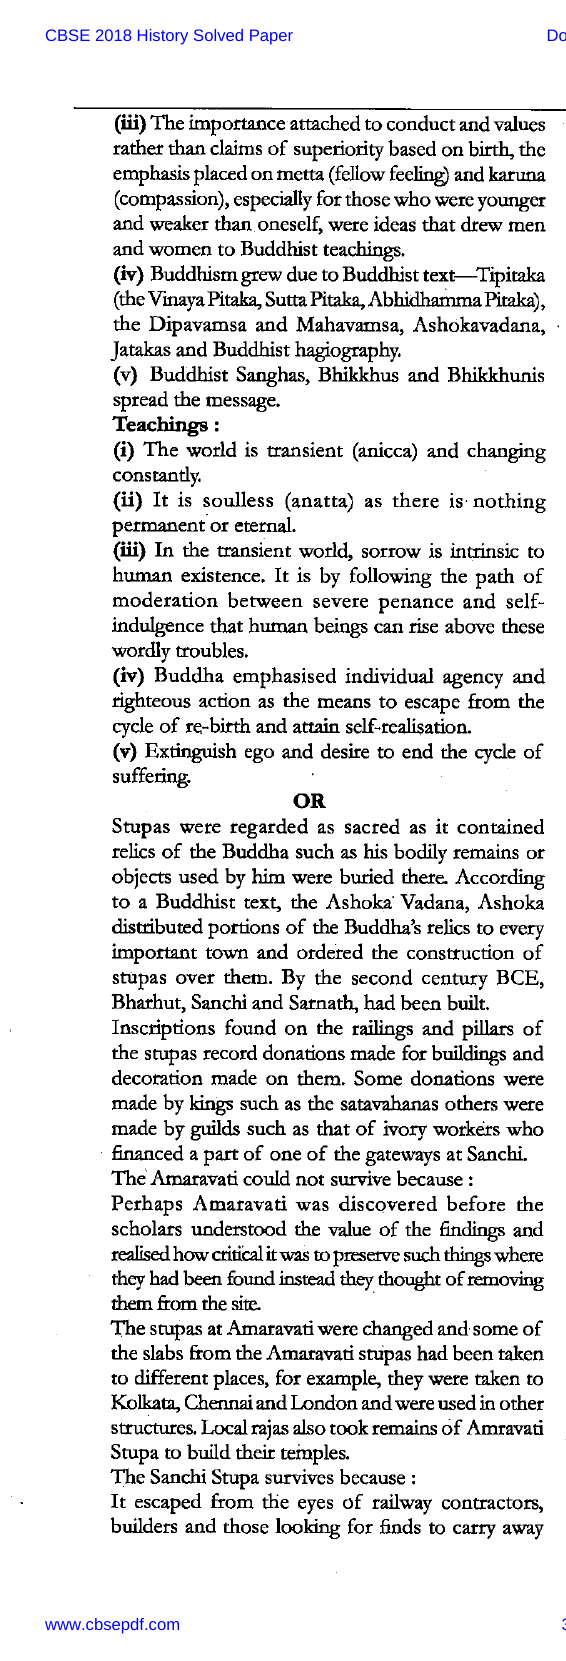 CBSE 2018 History Solved Paper
Do
(iii) The importance attached to conduct and values
rather than claims of superiority based on birth, the
emphasis placed on metta (fellow feeling) and karuna
(compassion), especially for those who were younger
and weaker than oneself, were ideas that drew men
and women to Buddhist teachings.
(iv) Buddhism grew due to Buddhist text—Tipitaka
(the Vinaya Pitaka, Sutta Pitaka, Abhidhamma Pitaka),
the Dipavamsa and Mahavamsa, Ashokavadana,
Jatakas and Buddhist hagiography.
(v) Buddhist Sanghas, Bhikkhus and Bhikkhunis
spread the message.
Teachings :
(i) The world is transient (anicca) and changing
constantly.
(ii) It is soulless (anatta) as there is nothing
permanent or eternal.
(iii) In the transient world, sorrow is intrinsic to
human existence. It is by following the path of
moderation between severe penance and self-
indulgence that human beings can rise above these
wordly troubles.
(iv) Buddha emphasised individual agency and
righteous action as the means to escape from the
cycle of re-birth and attain self-realisation.
(v) Extinguish ego and desire to end the cycle of
suffering.
OR
Stupas were regarded as sacred as it contained
relics of the Buddha such as his bodily remains or
objects used by him were buried there. According
to a Buddhist text, the Ashoka Vadana, Ashoka
distributed portions of the Buddha's relics to every
important town and ordered the construction of
stupas over them. By the second century BCE,
Bharhut, Sanchi and Sarnath, had been built.
Inscriptions found on the railings and pillars of
the stupas record donations made for buildings and
decoration made on them. Some donations were
made by kings such as the satavahanas others were
made by guilds such as that of ivory workers who
financed a part of one of the gateways at Sanchi.
The Amaravati could not survive because :
Perhaps Amaravati was discovered before the
scholars understood the value of the findings and
realised how critical it was to preserve such things where
they had been found instead they thought of removing
them from the site.
The stupas at Amaravati were changed and some of
the slabs from the Amaravati stupas had been taken
to different places, for example, they were taken to
Kolkata, Chennai and London and were used in other
structures. Local rajas also took remains of Amravati
Stupa to build their temples.
The Sanchi Stupa survives because :
It escaped from the eyes of railway contractors,
builders and those looking for finds to carry away
www.cbsepdf.com
3